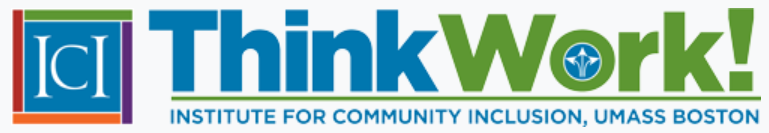 ICI
ThinkWork!
INSTITUTE FOR COMMUNITY INCLUSION, UMASS BOSTON